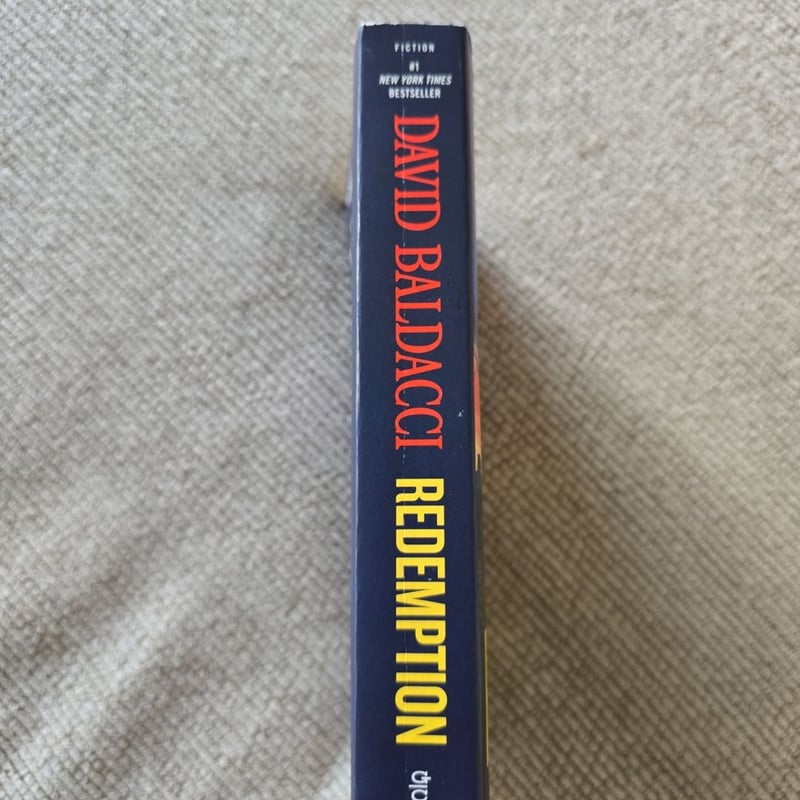 FICTION
#1
NEW YORK TIMES
BESTSELLER
DAVID BALDACCI
REDEMPTION